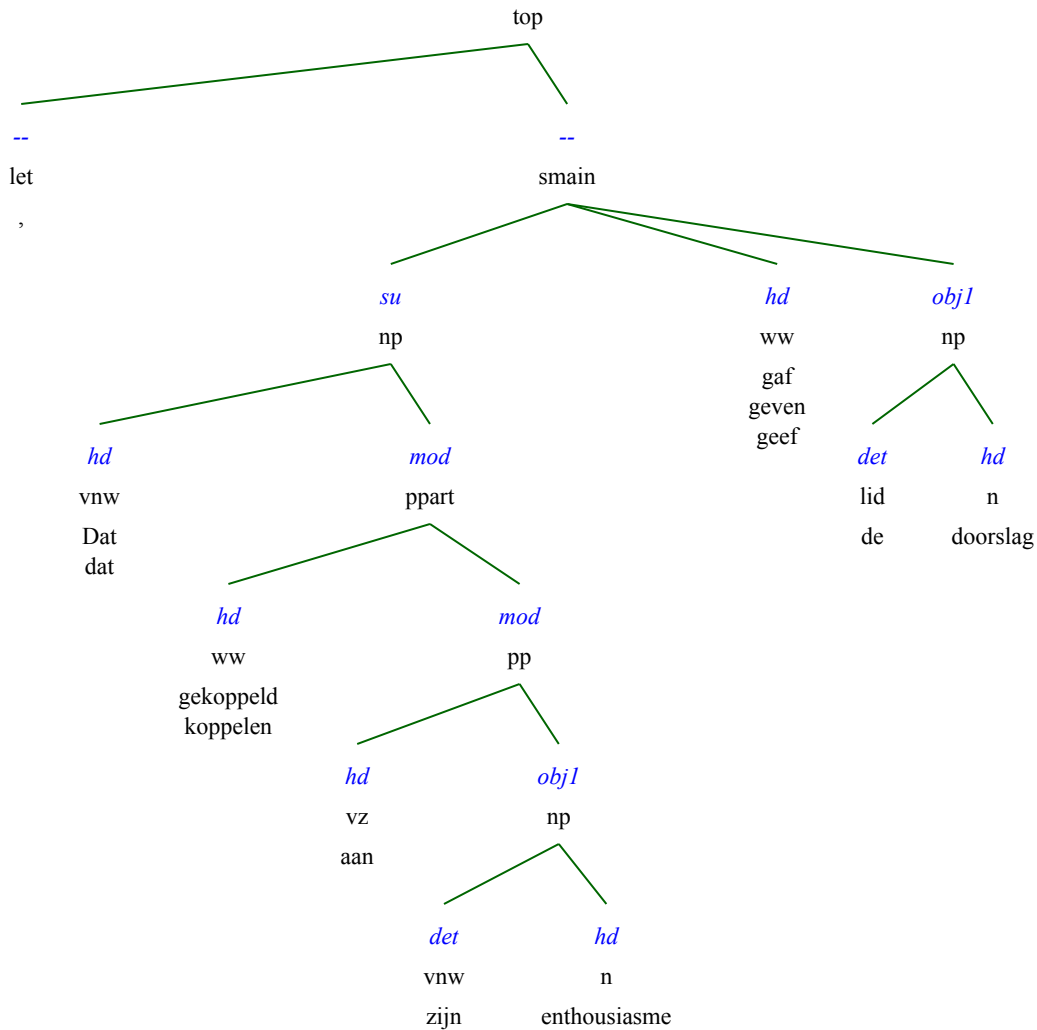 top
-- --
let smain
,
su hd obj1
np ww np
gaf
geven
geef
hd mod det hd
vnw ppart lid n
Dat de doorslag
dat
hd mod
ww pp
gekoppeld
koppelen
hd obj1
vz np
aan
det hd
vnw n
zijn enthousiasme